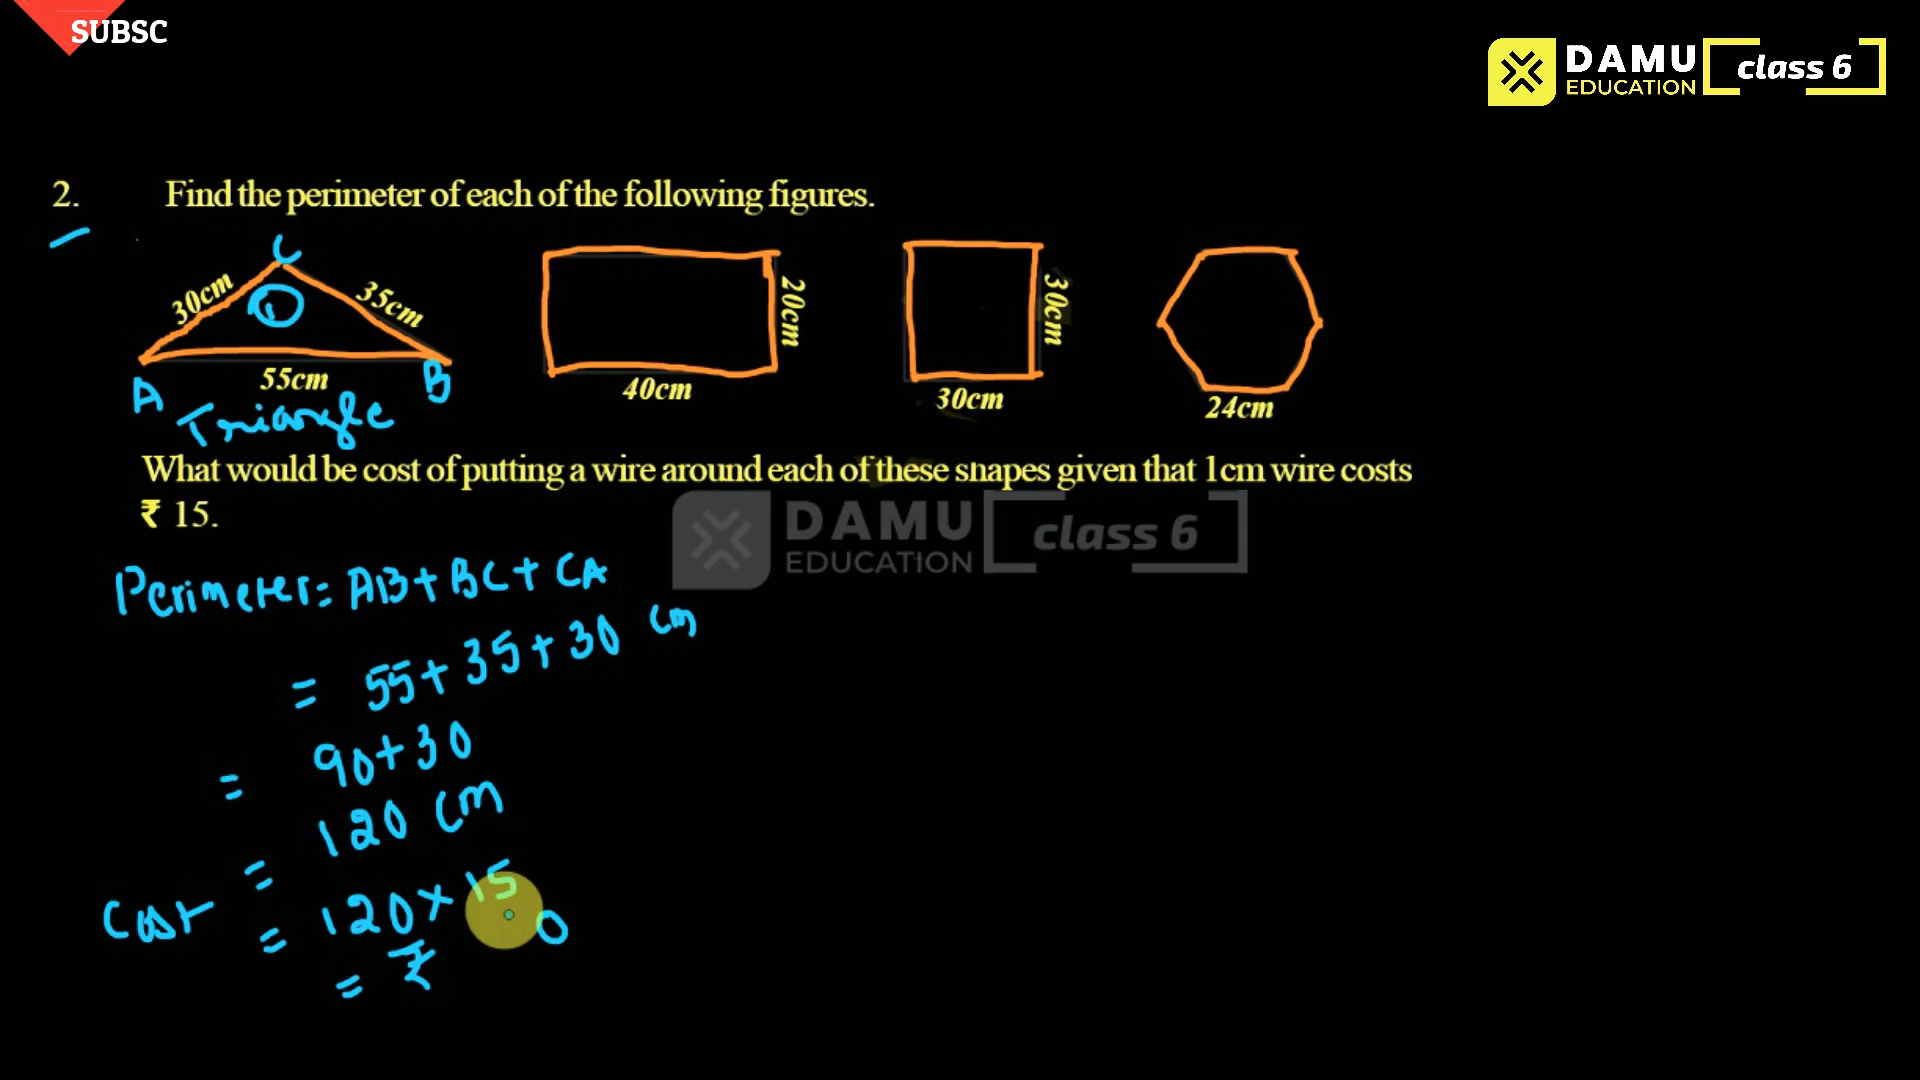 SUBSC
DAMU
EDUCATION
class 6
2. Find the perimeter of each of the following figures.
C
30cm
1
35cm
A
55cm
B
Triangle
40cm
20cm
30cm
30cm
24cm
What would be cost of putting a wire around each of these shapes given that 1cm wire costs
₹ 15.
DAMU
EDUCATION
class 6
Perimeter = AB + BC + CA
= 55 + 35 + 30 cm
= 90 + 30
= 120 cm
Cost = 120 × 15
= ₹ 0